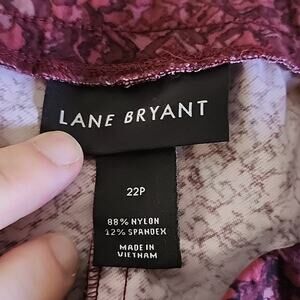 LANE BRYANT
22P
88% NYLON
12% SPANDEX
MADE IN
VIETNAM